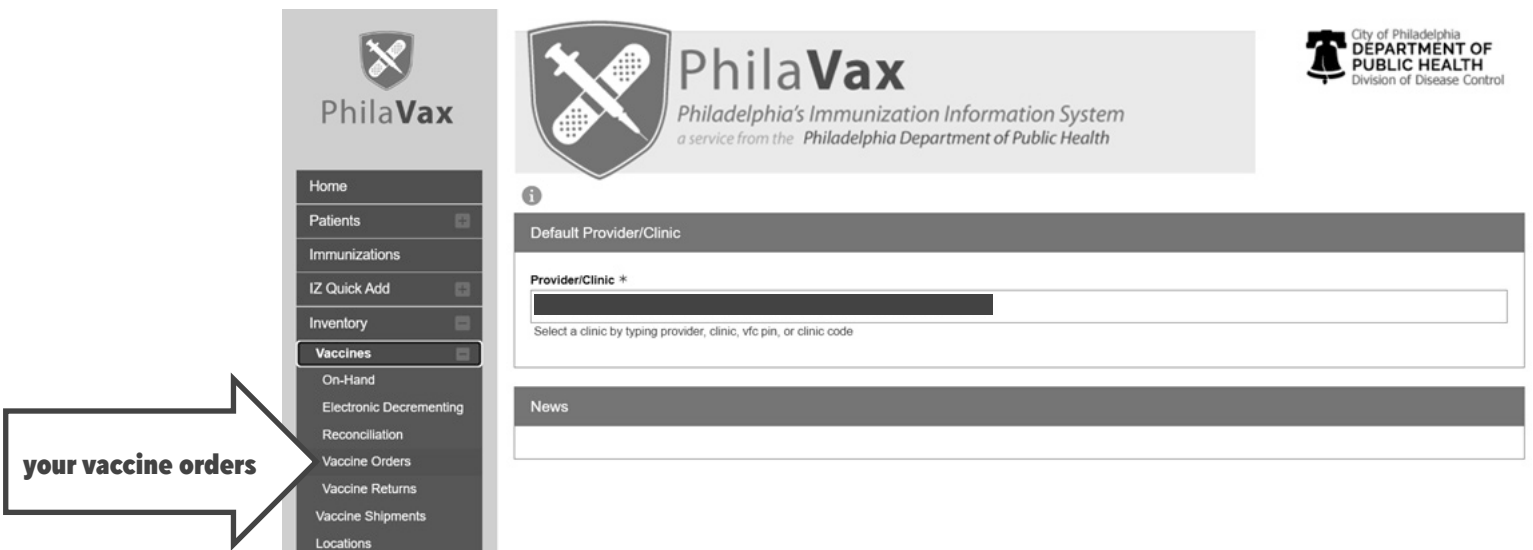 PhilaVax
Home
Patients
Immunizations
IZ Quick Add
Inventory
Vaccines
On-Hand
Electronic Decrementing
Reconciliation
Vaccine Orders
Vaccine Returns
Vaccine Shipments
Locations
your vaccine orders
PhilaVax
Philadelphia's Immunization Information System
a service from the Philadelphia Department of Public Health
City of Philadelphia
DEPARTMENT OF
PUBLIC HEALTH
Division of Disease Control
i
Default Provider/Clinic
Provider/Clinic *
Select a clinic by typing provider, clinic, vfc pin, or clinic code
News